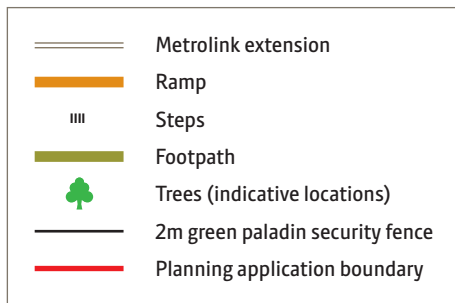 Metrolink extension
Ramp
Steps
Footpath
Trees (indicative locations)
2m green paladin security fence
Planning application boundary